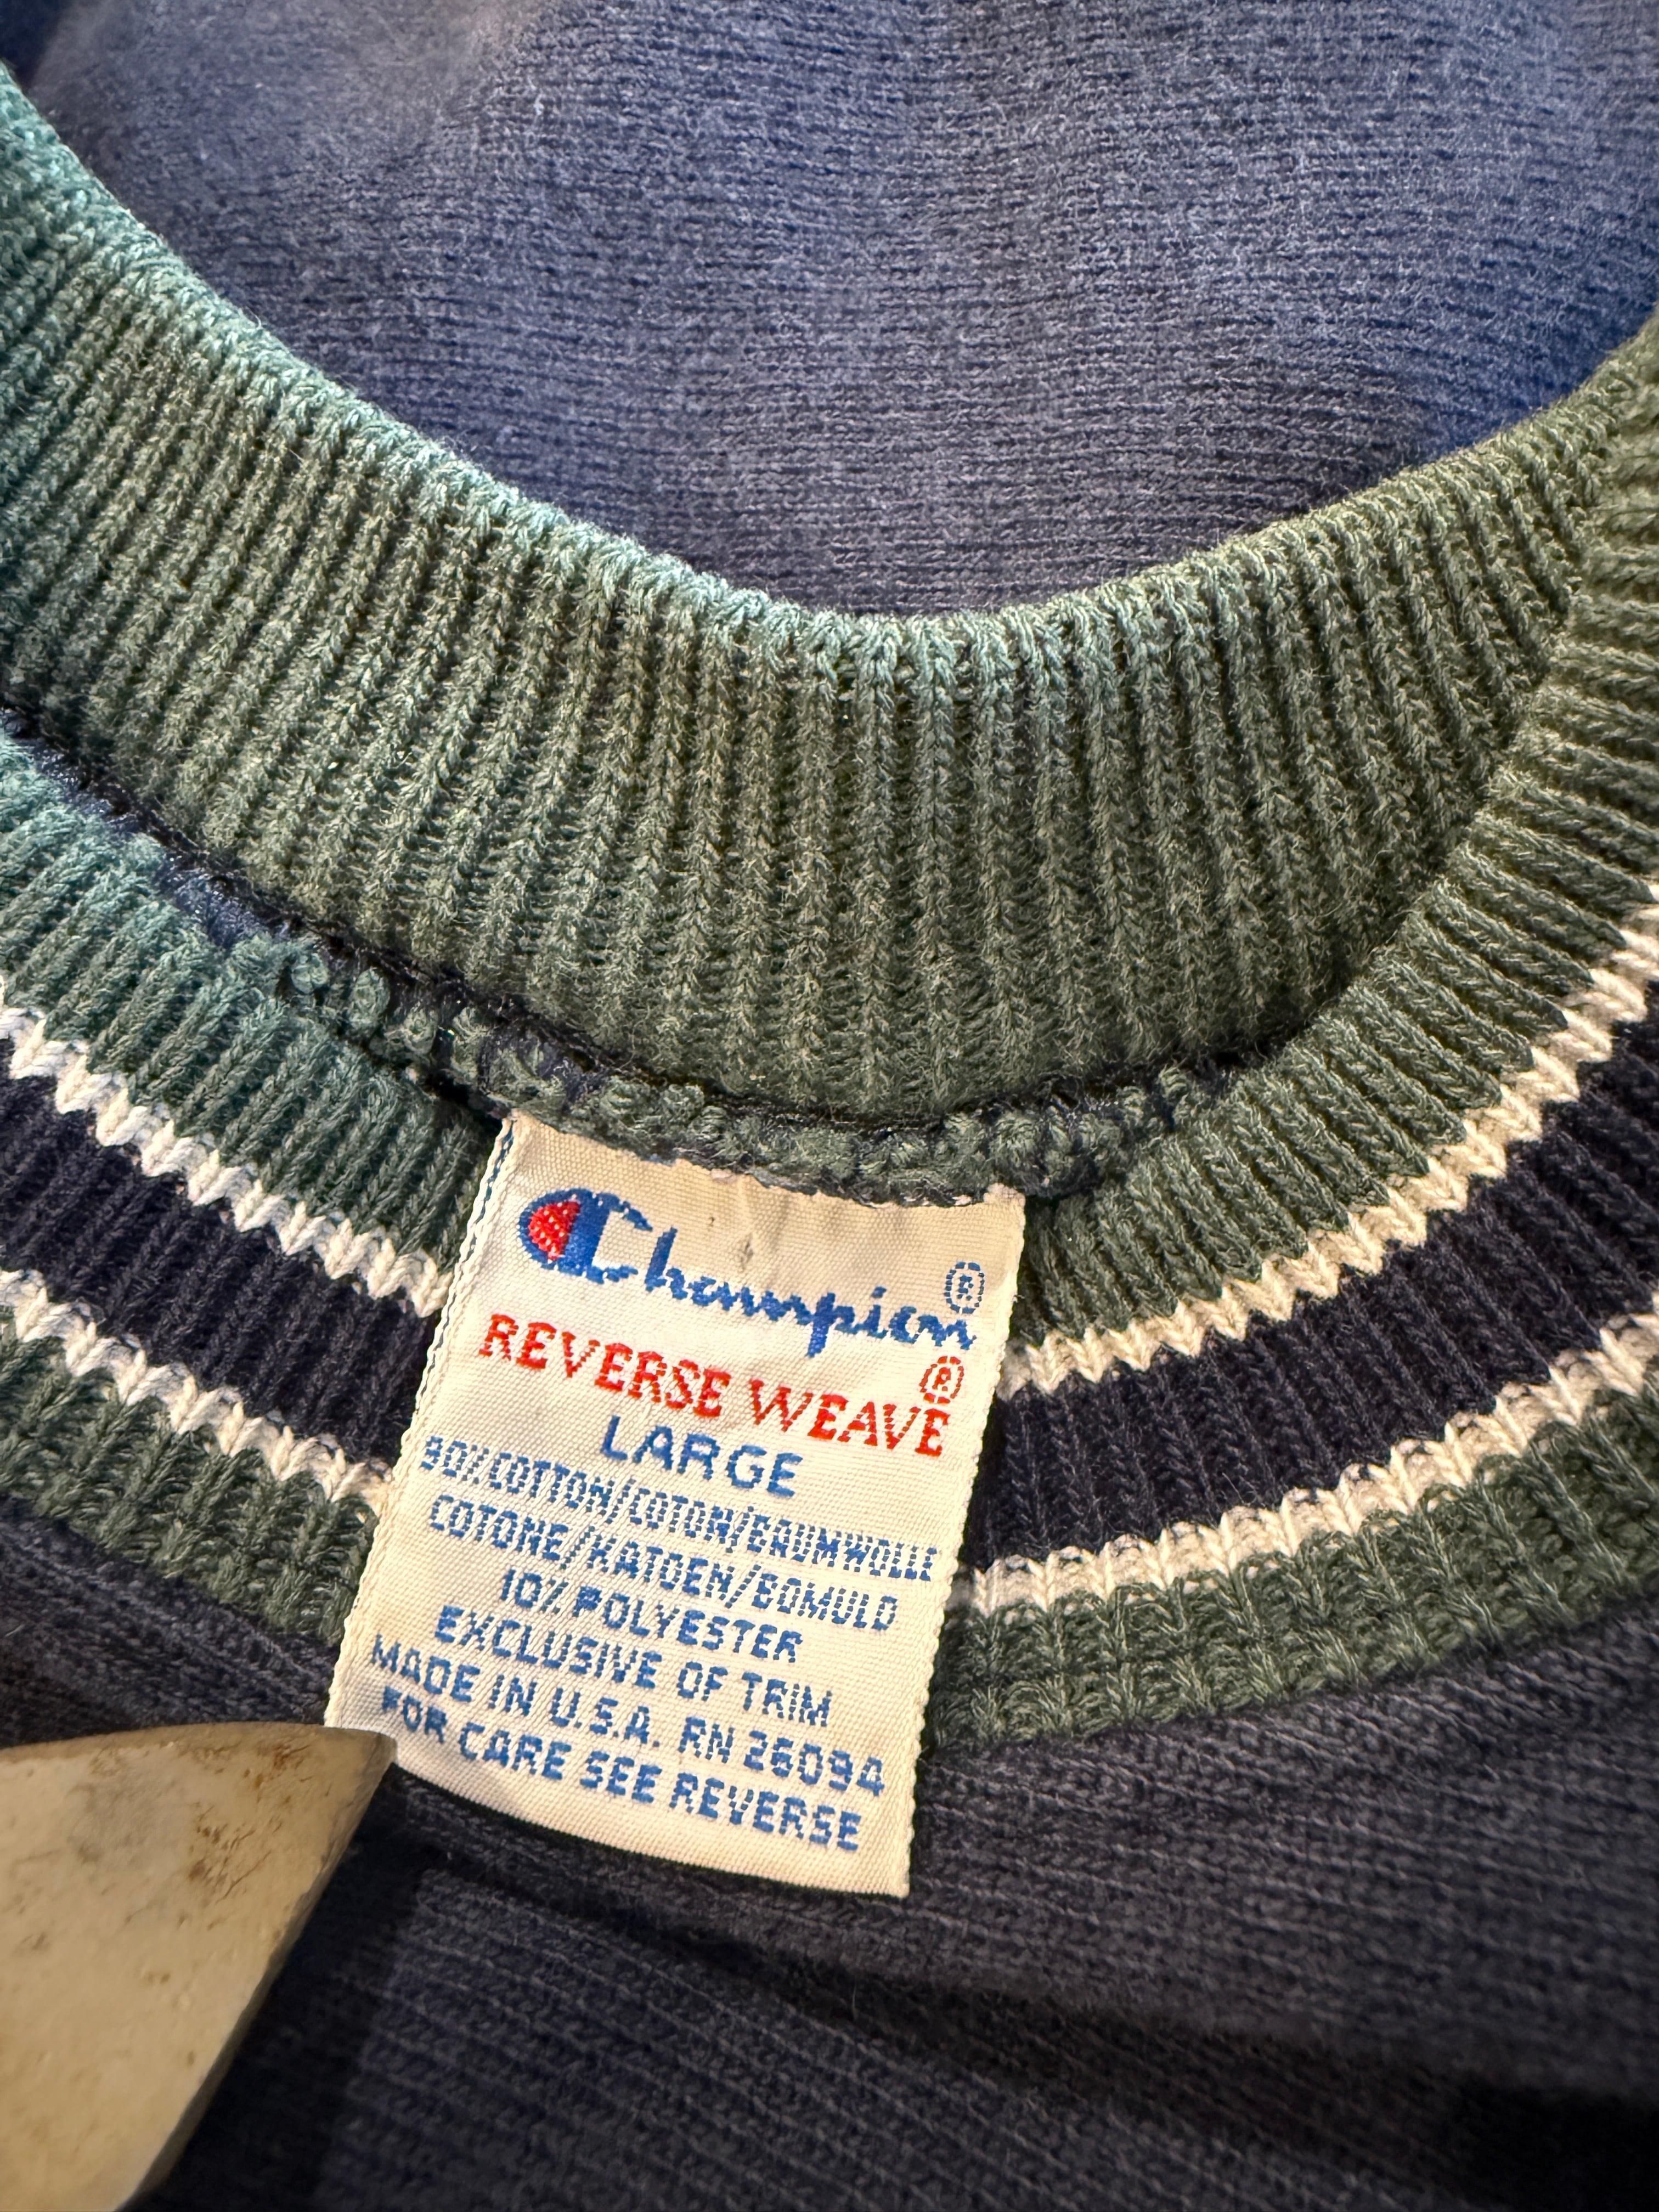 Champion®
REVERSE WEAVE®
LARGE
90% COTTON/COTON/BAUMWOLLE
COTONE/KATOEN/BOMULD
10% POLYESTER
EXCLUSIVE OF TRIM
MADE IN U.S.A. RN 26094
FOR CARE SEE REVERSE